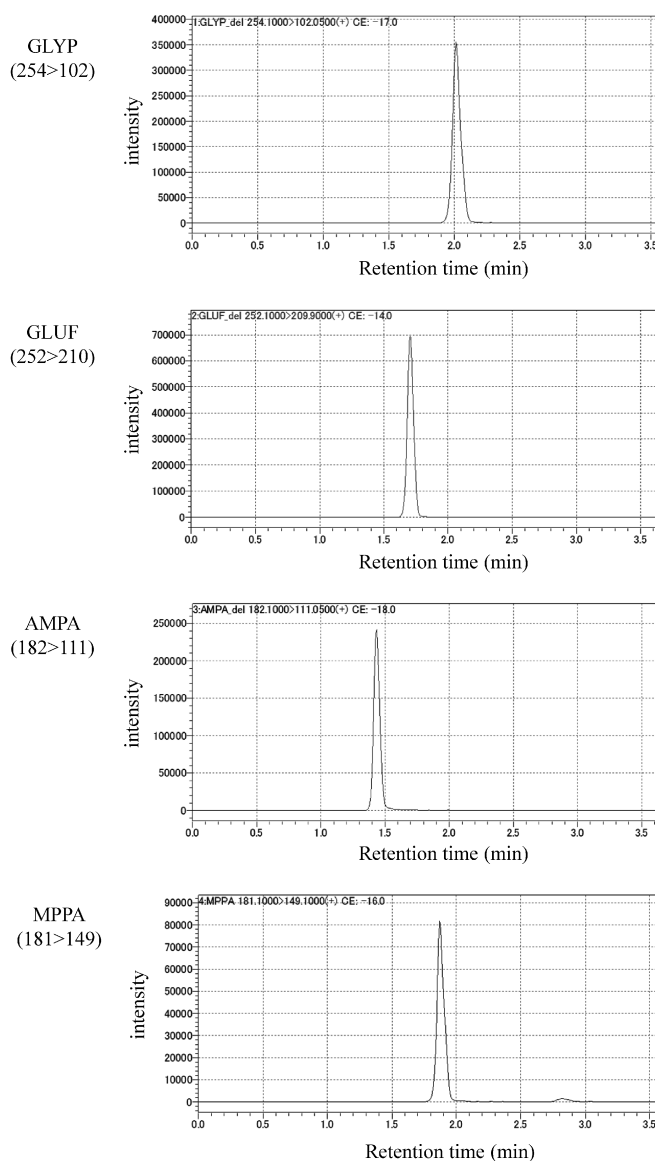 GLYP
(254>102)
1:GLYP_del 254.1000>102.0500(+) CE: -17.0
400000
350000
300000
250000
200000
150000
100000
50000
0
intensity
0.0 0.5 1.0 1.5 2.0 2.5 3.0 3.5
Retention time (min)
GLUF
(252>210)
2:GLUF_del 252.1000>209.9000(+) CE: -14.0
700000
600000
500000
400000
300000
200000
100000
0
intensity
0.0 0.5 1.0 1.5 2.0 2.5 3.0 3.5
Retention time (min)
AMPA
(182>111)
3:AMPA_del 182.1000>111.0500(+) CE: -18.0
250000
200000
150000
100000
50000
0
intensity
0.0 0.5 1.0 1.5 2.0 2.5 3.0 3.5
Retention time (min)
MPPA
(181>149)
4:MPPA 181.1000>149.1000(+) CE: -16.0
90000
80000
70000
60000
50000
40000
30000
20000
10000
0
intensity
0.0 0.5 1.0 1.5 2.0 2.5 3.0 3.5
Retention time (min)